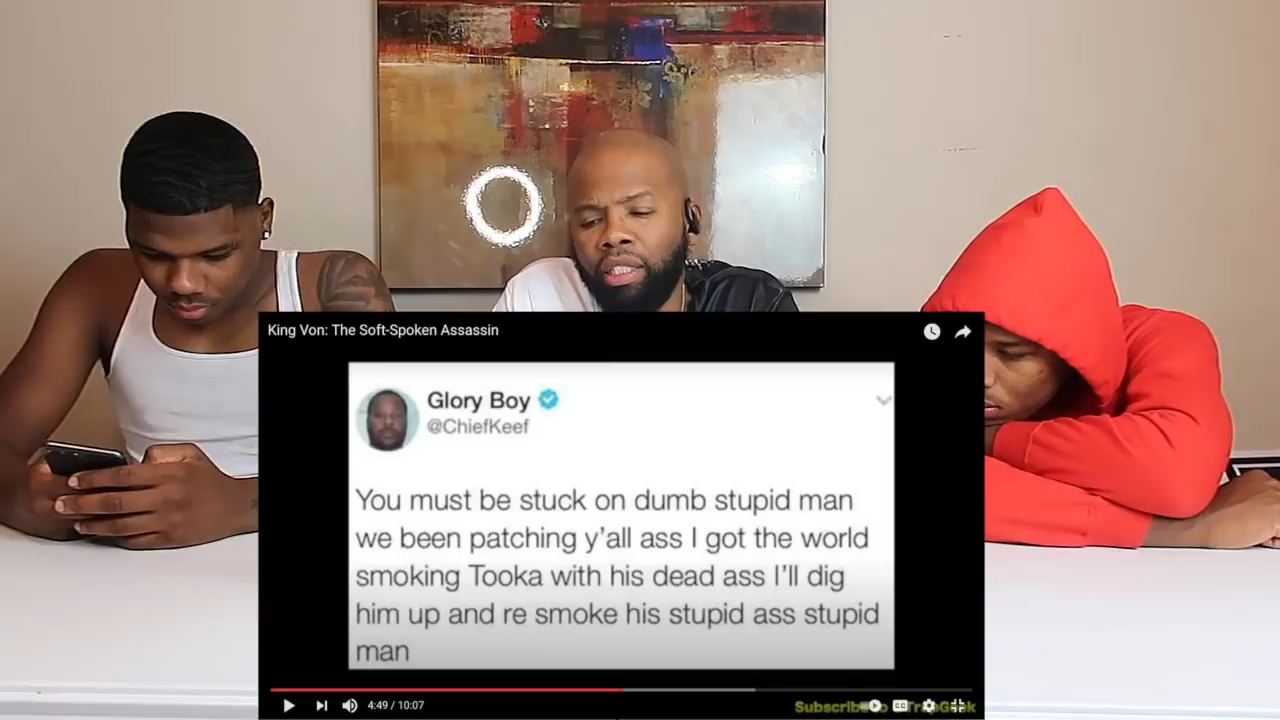 King Von: The Soft-Spoken Assassin
Glory Boy
@ChiefKeef
You must be stuck on dumb stupid man
we been patching y'all ass I got the world
smoking Tooka with his dead ass I'll dig
him up and re smoke his stupid ass stupid
man
4:49 / 10:07
Subscribe